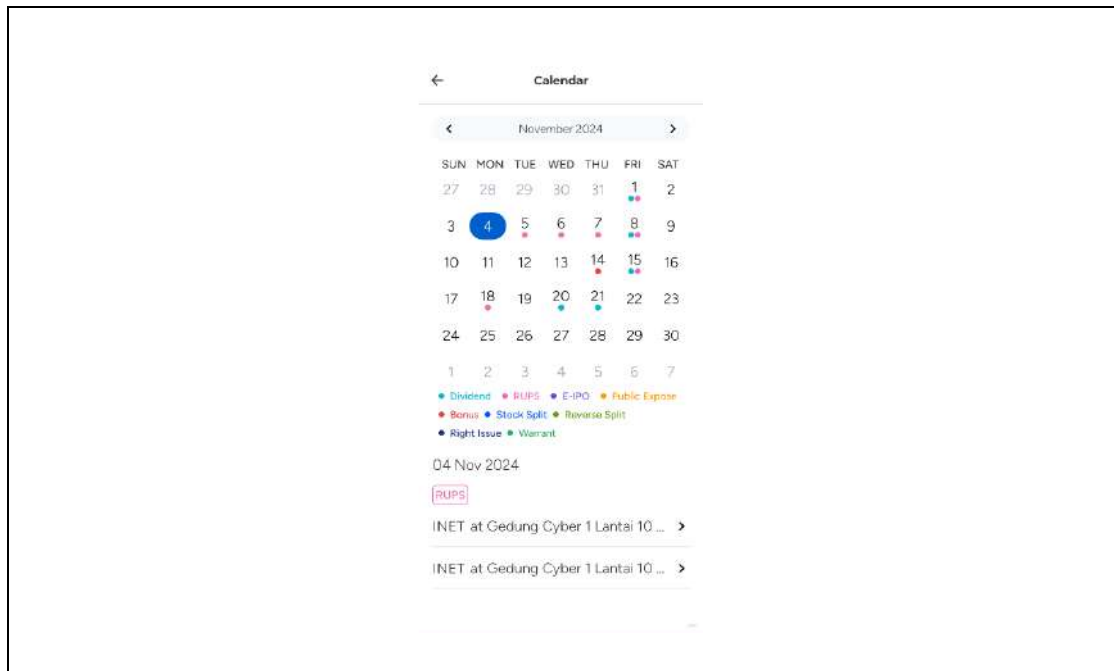 Calendar
November 2024
SUN MON TUE WED THU FRI SAT
27 28 29 30 31 1 2
3 4 5 6 7 8 9
10 11 12 13 14 15 16
17 18 19 20 21 22 23
24 25 26 27 28 29 30
1 2 3 4 5 6 7
Dividend RUPS E-IPO Public Expose
Bonus Stock Split Reverse Split
Right Issue Warrant
04 Nov 2024
RUPS
INET at Gedung Cyber 1 Lantai 10 ...
INET at Gedung Cyber 1 Lantai 10 ...